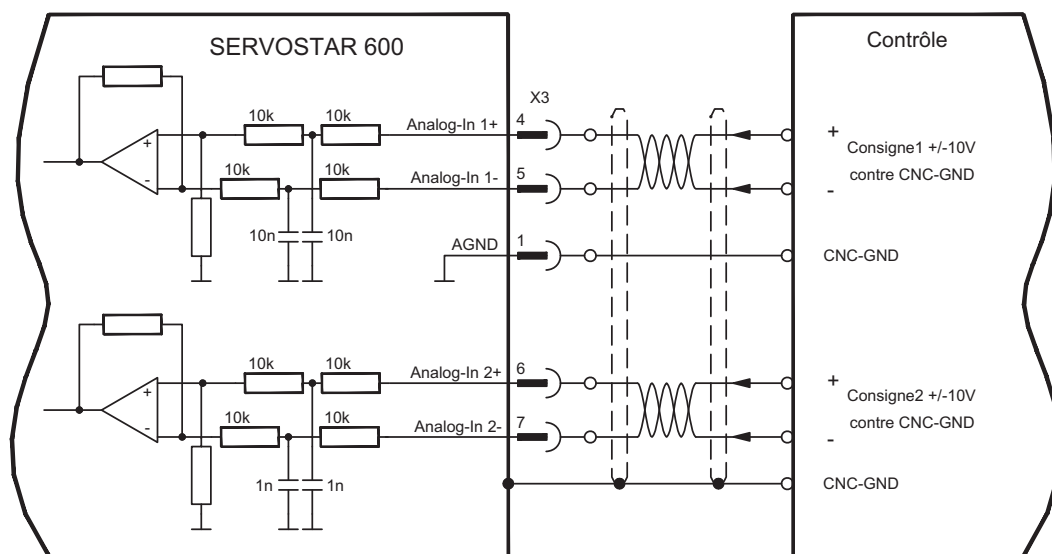 SERVOSTAR 600
Contrôle
X3
10k
10k
Analog-In 1+
4
+
+
Consigne1 +/-10V
10k
10k
Analog-In 1-
5
-
contre CNC-GND
-
10n
10n
AGND
1
CNC-GND
10k
10k
Analog-In 2+
6
+
+
Consigne2 +/-10V
10k
10k
Analog-In 2-
7
-
contre CNC-GND
-
1n
1n
CNC-GND